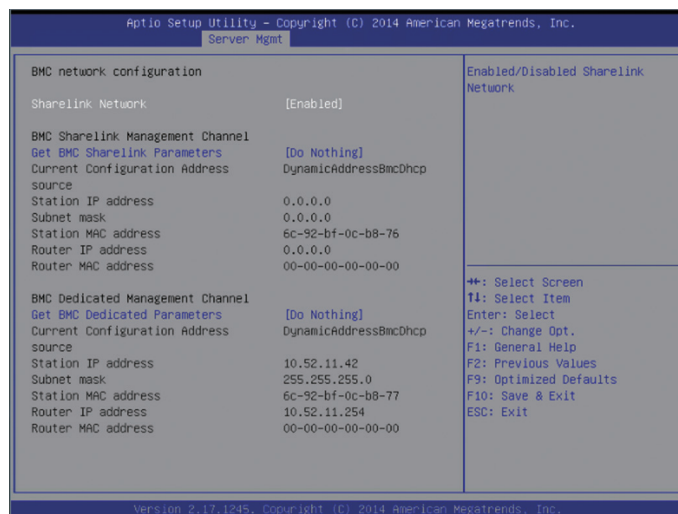 Aptio Setup Utility – Copyright (C) 2014 American Megatrends, Inc.
Server Mgmt
BMC network configuration
Sharelink Network [Enabled]
BMC Sharelink Management Channel
Get BMC Sharelink Parameters [Do Nothing]
Current Configuration Address DynamicAddressBmcDhcp
source
Station IP address 0.0.0.0
Subnet mask 0.0.0.0
Station MAC address 6c-92-bf-0c-b8-76
Router IP address 0.0.0.0
Router MAC address 00-00-00-00-00-00
BMC Dedicated Management Channel
Get BMC Dedicated Parameters [Do Nothing]
Current Configuration Address DynamicAddressBmcDhcp
source
Station IP address 10.52.11.42
Subnet mask 255.255.255.0
Station MAC address 6c-92-bf-0c-b8-77
Router IP address 10.52.11.254
Router MAC address 00-00-00-00-00-00
Enabled/Disabled Sharelink
Network
→←: Select Screen
↑↓: Select Item
Enter: Select
+/-: Change Opt.
F1: General Help
F2: Previous Values
F9: Optimized Defaults
F10: Save & Exit
ESC: Exit
Version 2.17.1245. Copyright (C) 2014 American Megatrends, Inc.